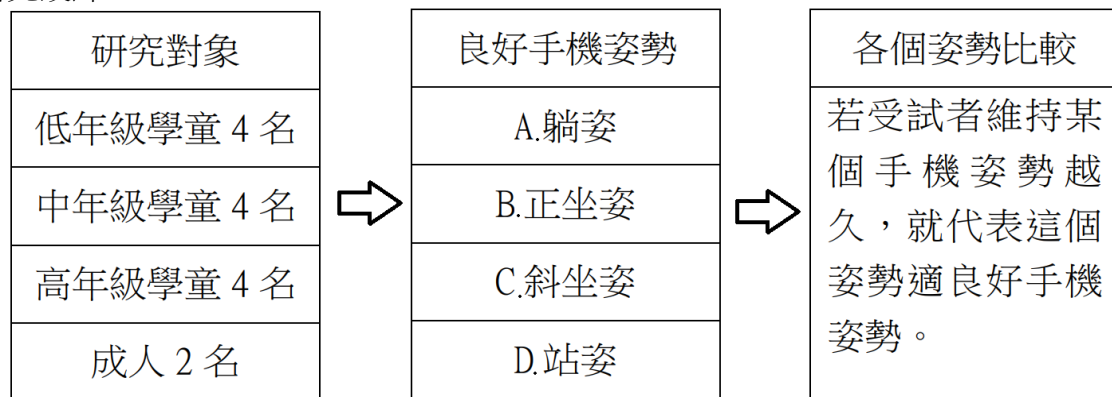 研究對象
低年級學童 4 名
中年級學童 4 名
高年級學童 4 名
成人 2 名
良好手機姿勢
A.躺姿
B.正坐姿
C.斜坐姿
D.站姿
各個姿勢比較
若受試者維持某
個手機姿勢越
久，就代表這個
姿勢適良好手機
姿勢。